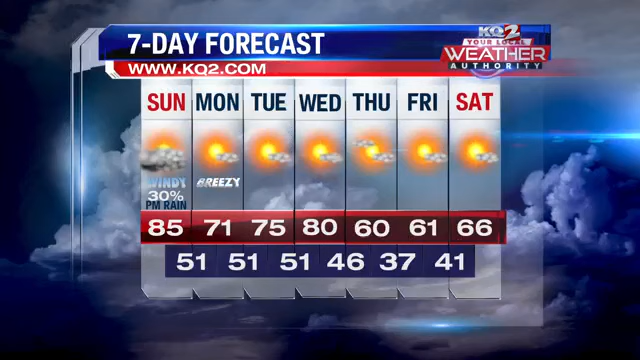 7-DAY FORECAST
WWW.KQ2.COM
KQ2
YOUR LOCAL
WEATHER
AUTHORITY
SUN MON TUE WED THU FRI SAT
WINDY BREEZY
30%
PM RAIN
85 71 75 80 60 61 66
51 51 51 46 37 41